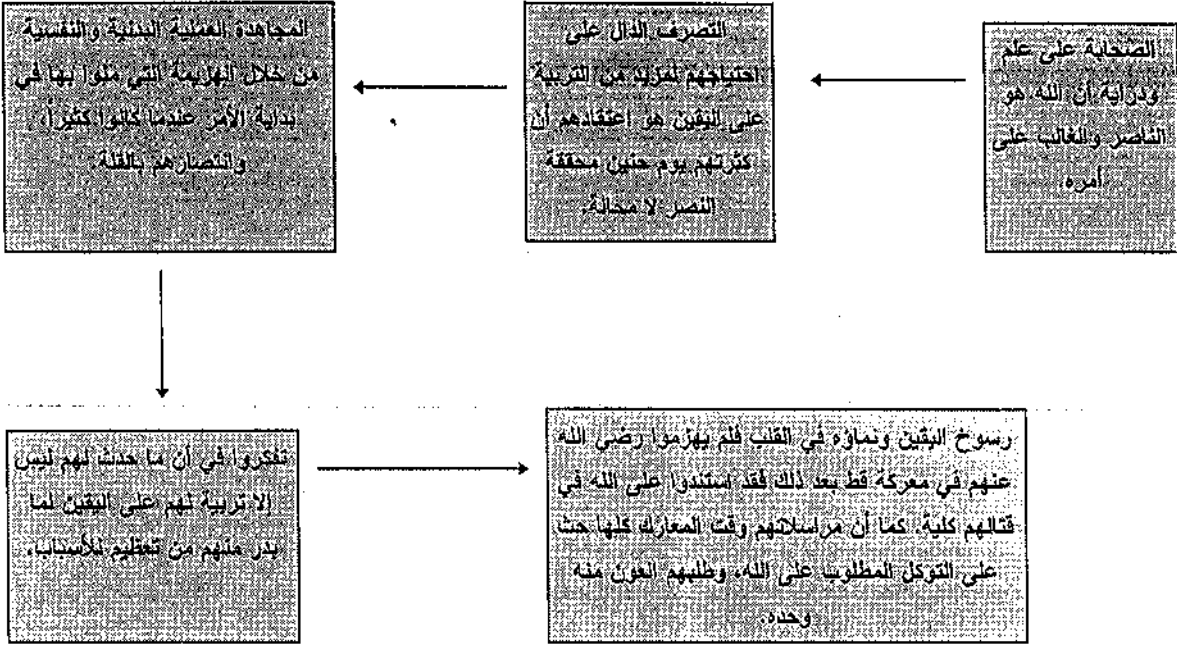 الصحابة على علم
ودراية أن الله هو
الناصر والغالب على
أمره.
التصرف الدال على
احتياجهم لمزيد من التربية
على اليقين هو اعتقادهم أن
كثرتهم يوم حنين محققة
النصر لا محالة.
المجاهدة العملية البدنية والنفسية
من خلال الهزيمة التي منوا بها في
بداية الأمر عندما كانوا كثيراً،
وانتصارهم بالقلة.
تفكروا في أن ما حدث لهم ليس
إلا تربية لهم على اليقين لما
بدر منهم من تعظيم للأسباب.
رسوخ اليقين ونماؤه في القلب فلم يهزموا رضي الله
عنهم في معركة قط بعد ذلك فقد استندوا على الله في
قتالهم كلية. كما أن مراسلاتهم وقت المعارك كلها حث
على التوكل المطلوب على الله، وطلبهم العون منه
وحده.